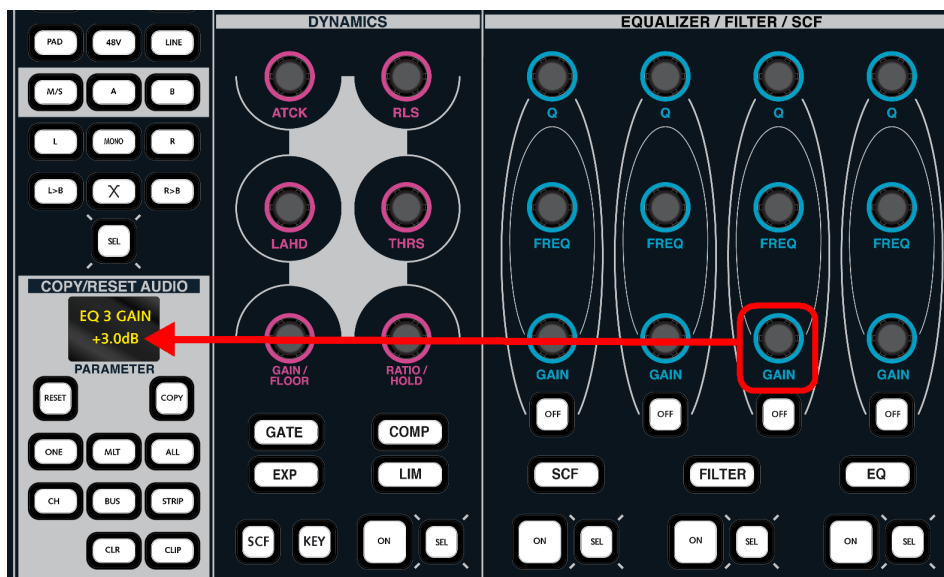 PAD 48V LINE
M/S A B
L MONO R
L>B R>B
SEL
COPY/RESET AUDIO
EQ 3 GAIN
+3.0dB
PARAMETER
RESET COPY
ONE MLT ALL
CH BUS STRIP
CLR CLIP
DYNAMICS
ATCK RLS
LAHD THRS
GAIN / RATIO /
FLOOR HOLD
GATE COMP
EXP LIM
SCF KEY ON SEL
EQUALIZER / FILTER / SCF
Q Q Q Q
FREQ FREQ FREQ FREQ
GAIN GAIN GAIN GAIN
OFF OFF OFF OFF
SCF FILTER EQ
ON SEL ON SEL ON SEL